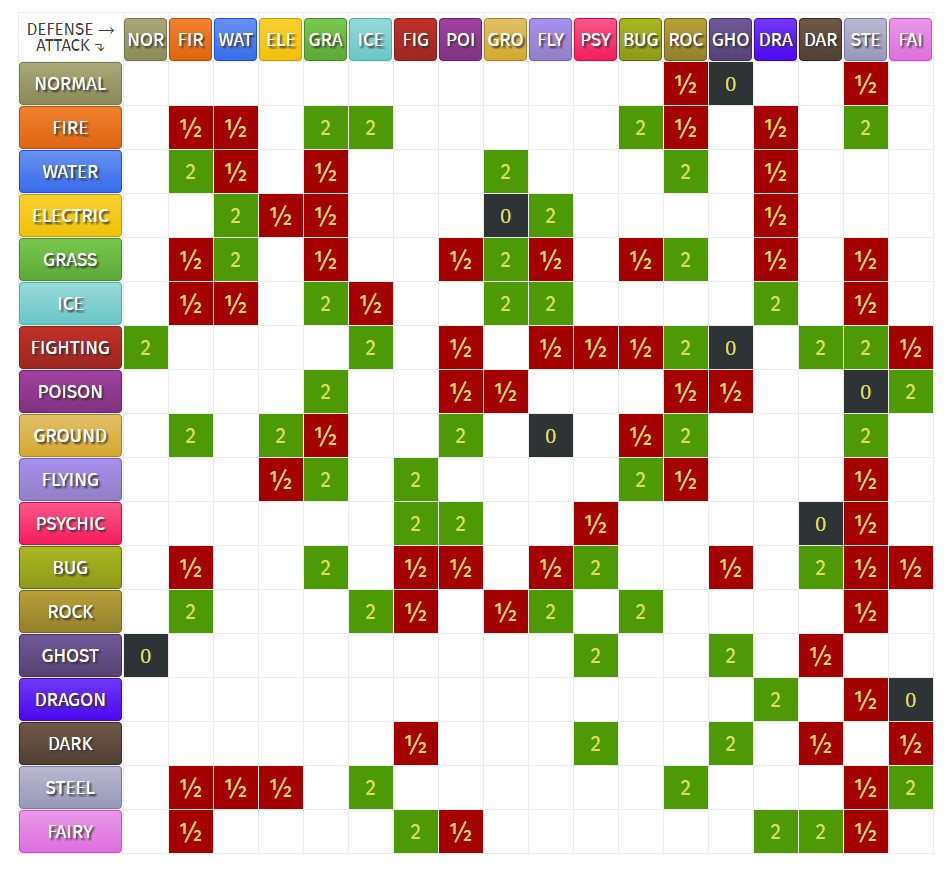 DEFENSE → NOR FIR WAT ELE GRA ICE FIG POI GRO FLY PSY BUG ROC GHO DRA DAR STE FAI
ATTACK ⤵
NORMAL ½ 0 ½
FIRE ½ ½ 2 2 2 ½ ½ 2
WATER 2 ½ ½ 2 2 ½
ELECTRIC 2 ½ ½ 0 2 ½
GRASS ½ 2 ½ ½ 2 ½ ½ 2 ½ ½
ICE ½ ½ 2 ½ 2 2 2 ½
FIGHTING 2 2 ½ ½ ½ ½ 2 0 2 2 ½
POISON 2 ½ ½ ½ ½ 0 2
GROUND 2 2 ½ 2 0 ½ 2 2
FLYING ½ 2 2 2 ½ ½
PSYCHIC 2 2 ½ 0 ½
BUG ½ 2 ½ ½ ½ 2 ½ 2 ½ ½
ROCK 2 2 ½ ½ 2 2 ½
GHOST 0 2 2 ½
DRAGON 2 ½ 0
DARK ½ 2 2 ½ ½
STEEL ½ ½ ½ 2 2 ½ 2
FAIRY ½ 2 ½ 2 2 ½